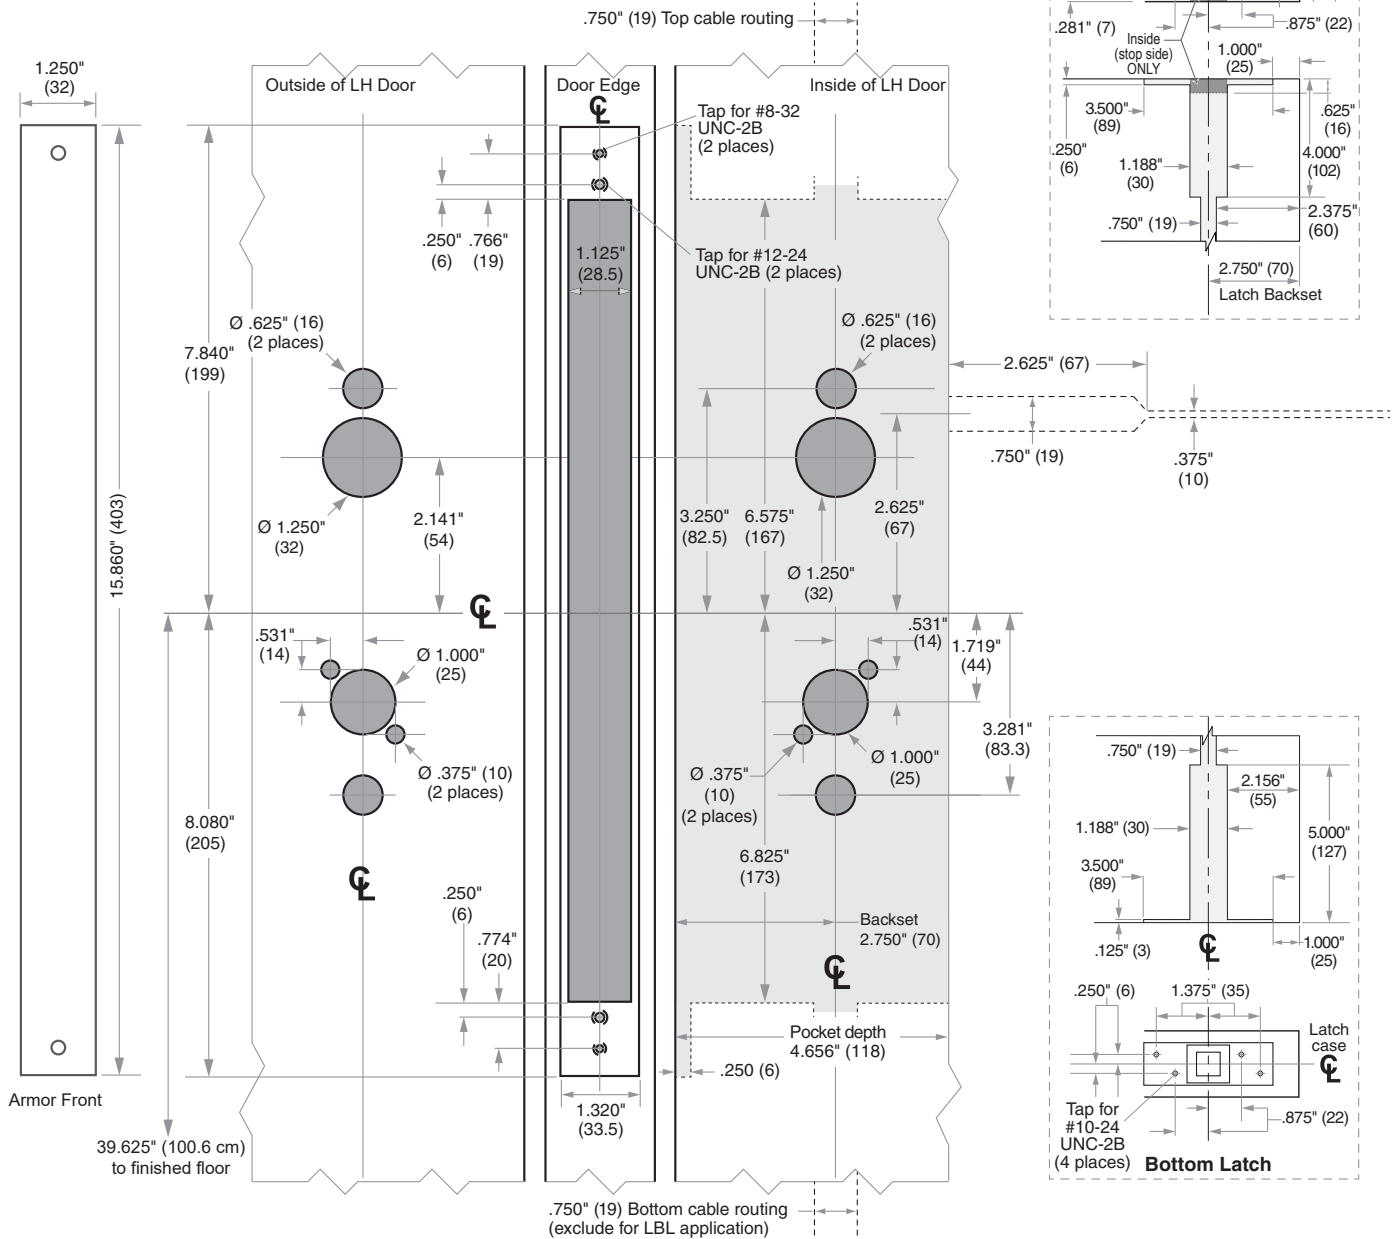 .750" (19) Top cable routing
.281" (7)
.875" (22)
Inside
(stop side)
ONLY
1.000"
(25)
3.500"
(89)
.625"
(16)
.250"
(6)
1.188"
(30)
4.000"
(102)
.750" (19)
2.375"
(60)
2.750" (70)
Latch Backset
1.250"
(32)
Outside of LH Door
Door Edge
Inside of LH Door
℄
Tap for #8-32
UNC-2B
(2 places)
.250"
(6)
.766"
(19)
1.125"
(28.5)
Tap for #12-24
UNC-2B (2 places)
Ø .625" (16)
(2 places)
7.840"
(199)
Ø .625" (16)
(2 places)
2.625" (67)
.750" (19)
.375"
(10)
15.860" (403)
Ø 1.250"
(32)
2.141"
(54)
3.250"
(82.5)
6.575"
(167)
2.625"
(67)
Ø 1.250"
(32)
℄
.531"
(14)
Ø 1.000"
(25)
.531"
(14)
1.719"
(44)
3.281"
(83.3)
Ø .375" (10)
(2 places)
Ø .375"
(10)
(2 places)
Ø 1.000"
(25)
8.080"
(205)
℄
6.825"
(173)
.250"
(6)
.774"
(20)
Backset
2.750" (70)
℄
Pocket depth
4.656" (118)
.250 (6)
1.320"
(33.5)
Armor Front
39.625" (100.6 cm)
to finished floor
.750" (19) Bottom cable routing
(exclude for LBL application)
.750" (19)
2.156"
(55)
1.188" (30)
5.000"
(127)
3.500"
(89)
.125" (3)
℄
1.000"
(25)
.250" (6)
1.375" (35)
Latch
case
℄
Tap for
#10-24
UNC-2B
(4 places)
.875" (22)
Bottom Latch